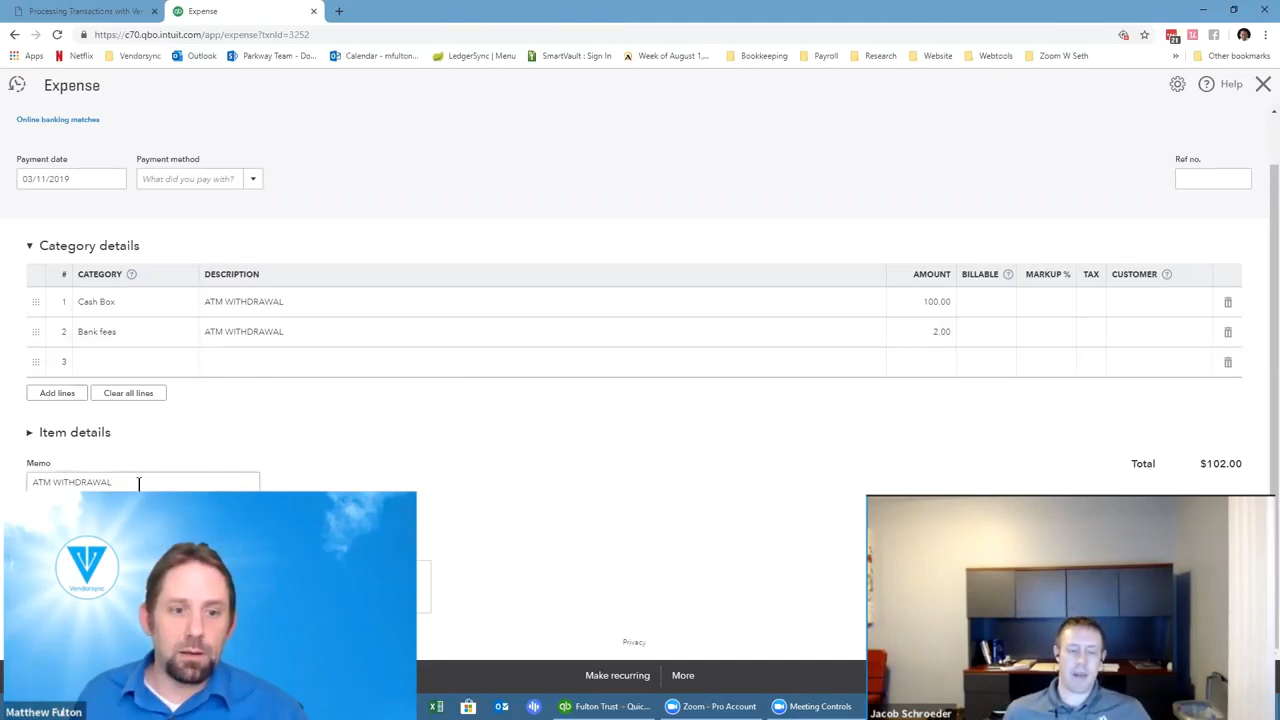 Processing Transactions with Ven
Expense
https://c70.qbo.intuit.com/app/expense?txnId=3252
21
Apps
Netflix
Vendorsync
Outlook
Parkway Team - Do...
Calendar - mfulton...
LedgerSync | Menu
SmartVault : Sign In
Week of August 1,...
Bookkeeping
Payroll
Research
Website
Webtools
Zoom W Seth
»
Other bookmarks
Expense
Help
Online banking matches
Payment date
Payment method
Ref no.
03/11/2019
What did you pay with?
Category details
# CATEGORY DESCRIPTION AMOUNT BILLABLE MARKUP % TAX CUSTOMER
1 Cash Box ATM WITHDRAWAL 100.00
2 Bank fees ATM WITHDRAWAL 2.00
3
Add lines
Clear all lines
Item details
Memo
Total $102.00
ATM WITHDRAWAL
Vendorsync
Privacy
Make recurring
More
Fulton Trust - Quic...
Zoom - Pro Account
Meeting Controls
Matthew Fulton
Jacob Schroeder